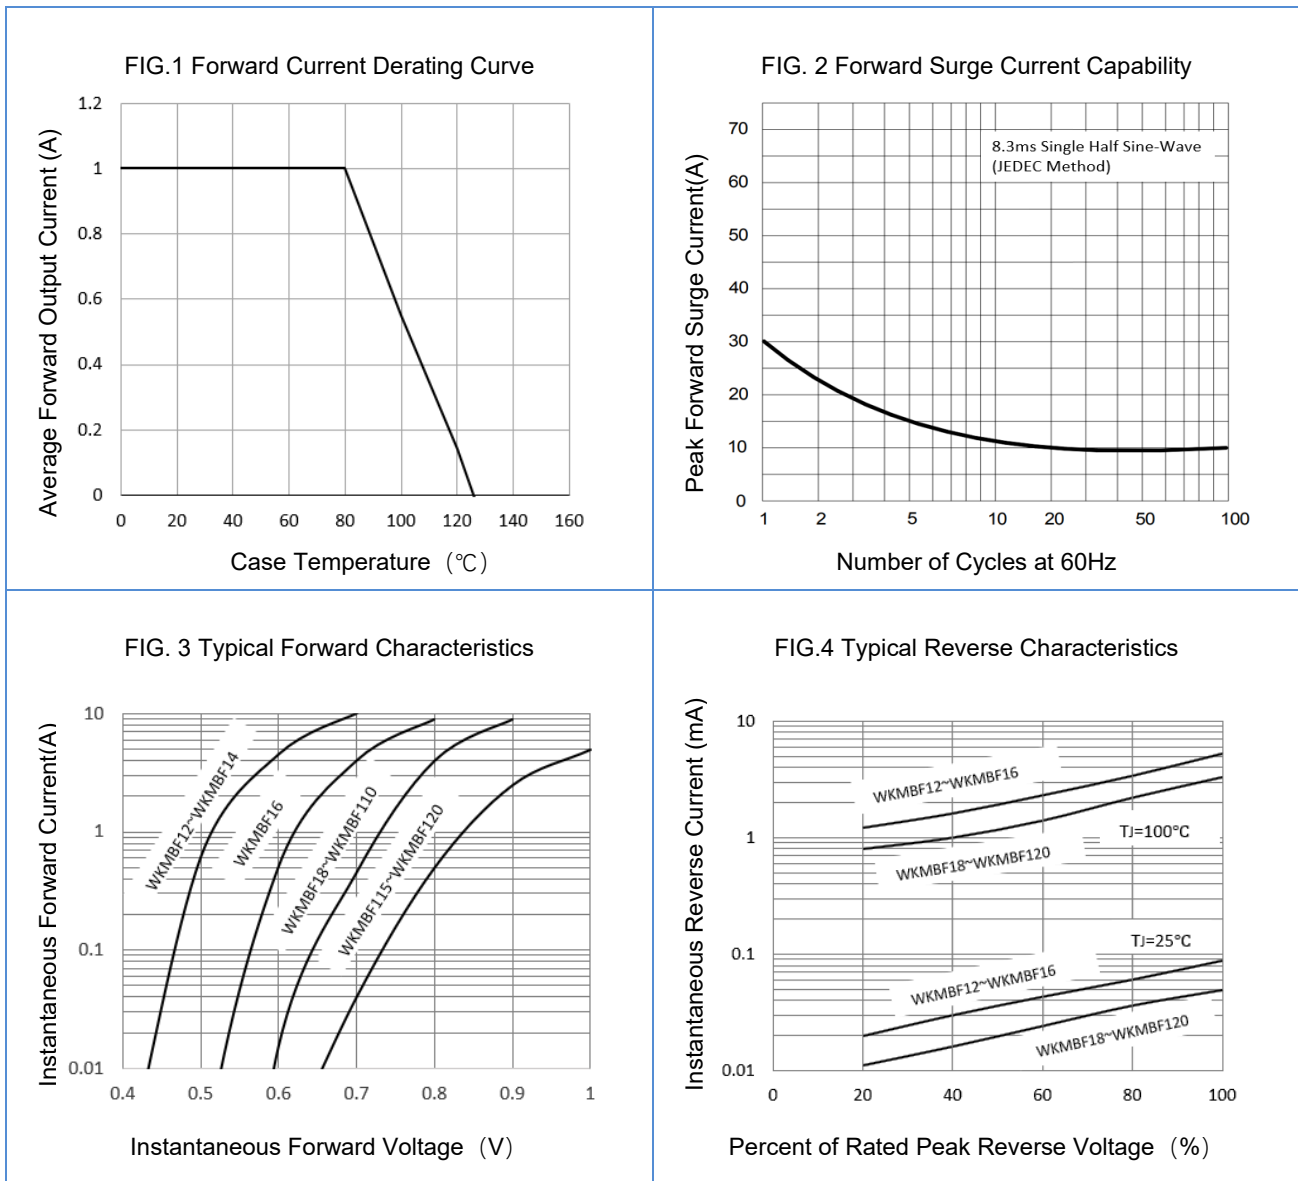 FIG.1 Forward Current Derating Curve
Average Forward Output Current (A)
1.2
1
0.8
0.6
0.4
0.2
0
0 20 40 60 80 100 120 140 160
Case Temperature（℃）
FIG. 2 Forward Surge Current Capability
Peak Forward Surge Current(A)
8.3ms Single Half Sine-Wave
(JEDEC Method)
70
60
50
40
30
20
10
0
1 2 5 10 20 50 100
Number of Cycles at 60Hz
FIG. 3 Typical Forward Characteristics
Instantaneous Forward Current(A)
10
1
0.1
0.01
WKMBF12~WKMBF14
WKMBF16
WKMBF18~WKMBF110
WKMBF115~WKMBF120
0.4 0.5 0.6 0.7 0.8 0.9 1
Instantaneous Forward Voltage（V）
FIG.4 Typical Reverse Characteristics
Instantaneous Reverse Current (mA)
10
1
0.1
0.01
WKMBF12~WKMBF16
TJ=100°C
WKMBF18~WKMBF120
TJ=25°C
WKMBF12~WKMBF16
WKMBF18~WKMBF120
0 20 40 60 80 100
Percent of Rated Peak Reverse Voltage（%）